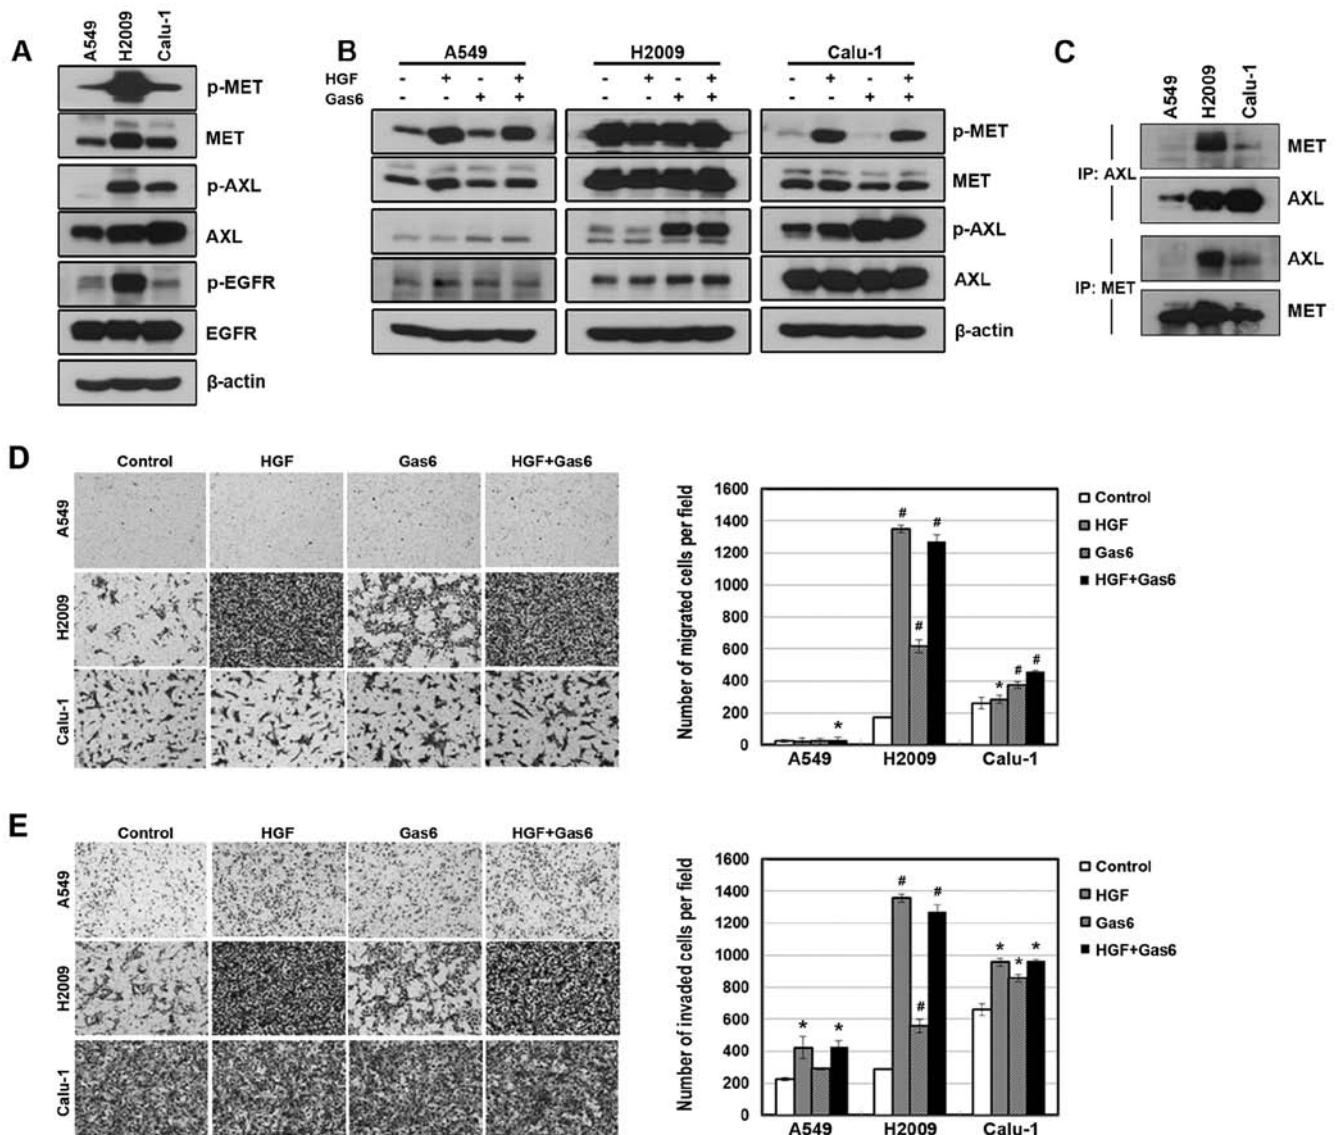 A
A549
H2009
Calu-1
p-MET
MET
p-AXL
AXL
p-EGFR
EGFR
β-actin
B
A549 H2009 Calu-1
HGF - + - + - + - + - + - +
Gas6 - - + + - - + + - - + +
p-MET
MET
p-AXL
AXL
β-actin
C
A549
H2009
Calu-1
IP: AXL
MET
AXL
IP: MET
AXL
MET
D
Control HGF Gas6 HGF+Gas6
A549
H2009
Calu-1
Number of migrated cells per field
1600
1400
1200
1000
800
600
400
200
0
* # # # * # #
A549 H2009 Calu-1
Control
HGF
Gas6
HGF+Gas6
E
Control HGF Gas6 HGF+Gas6
A549
H2009
Calu-1
Number of invaded cells per field
1600
1400
1200
1000
800
600
400
200
0
* * # # # * * *
A549 H2009 Calu-1
Control
HGF
Gas6
HGF+Gas6